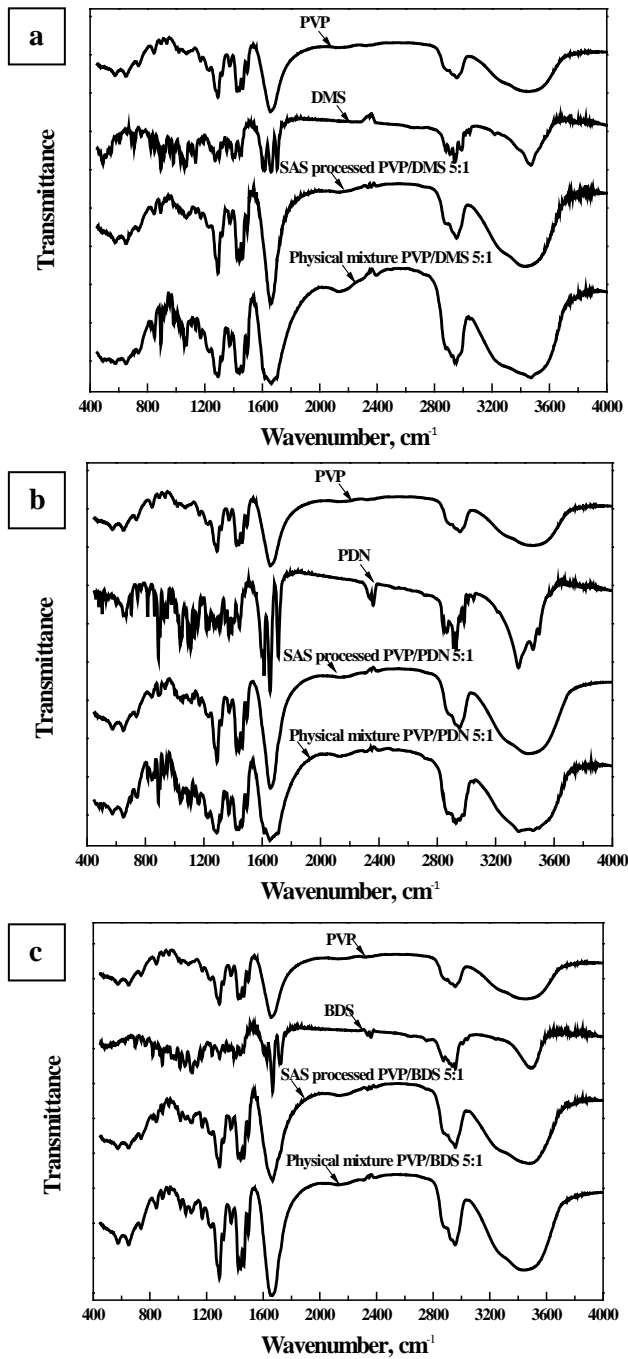 a
PVP
DMS
SAS processed PVP/DMS 5:1
Physical mixture PVP/DMS 5:1
Transmittance
400 800 1200 1600 2000 2400 2800 3200 3600 4000
Wavenumber, cm-1
b
PVP
PDN
SAS processed PVP/PDN 5:1
Physical mixture PVP/PDN 5:1
Transmittance
400 800 1200 1600 2000 2400 2800 3200 3600 4000
Wavenumber, cm-1
c
PVP
BDS
SAS processed PVP/BDS 5:1
Physical mixture PVP/BDS 5:1
Transmittance
400 800 1200 1600 2000 2400 2800 3200 3600 4000
Wavenumber, cm-1